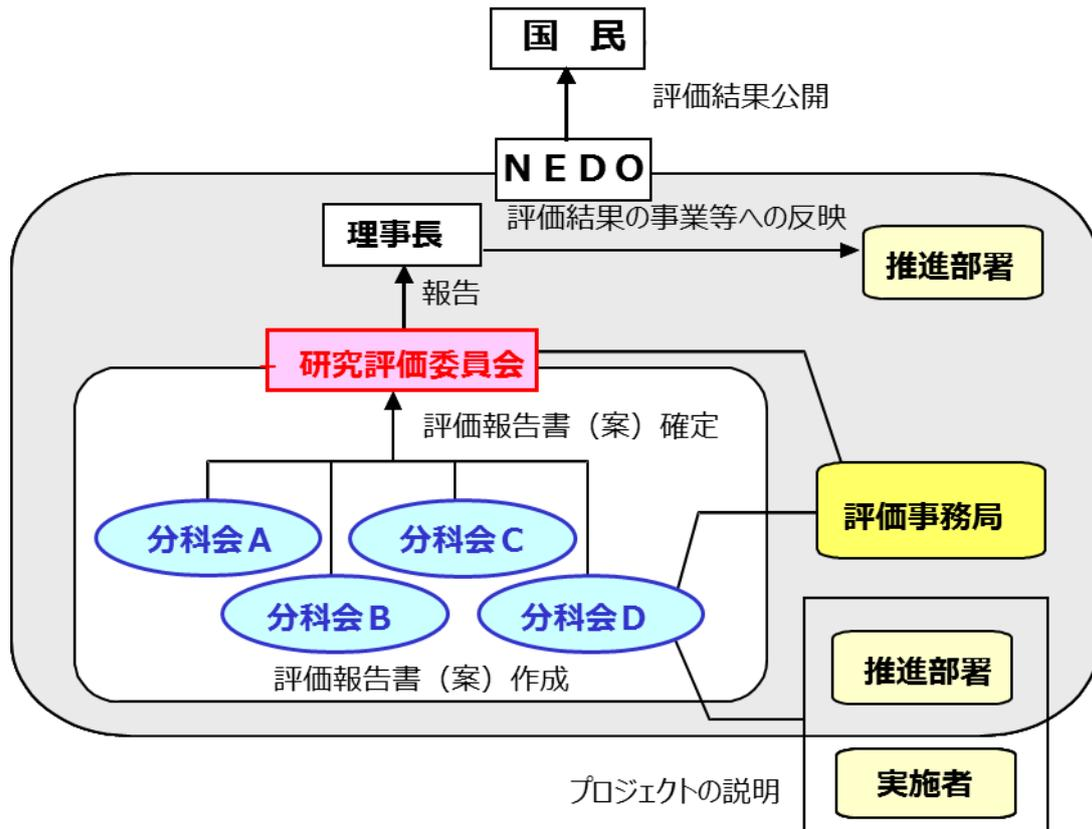 国 民
評価結果公開
NEDO
評価結果の事業等への反映
理事長
推進部署
報告
研究評価委員会
評価報告書（案）確定
評価事務局
分科会A
分科会C
分科会B
分科会D
推進部署
評価報告書（案）作成
プロジェクトの説明
実施者